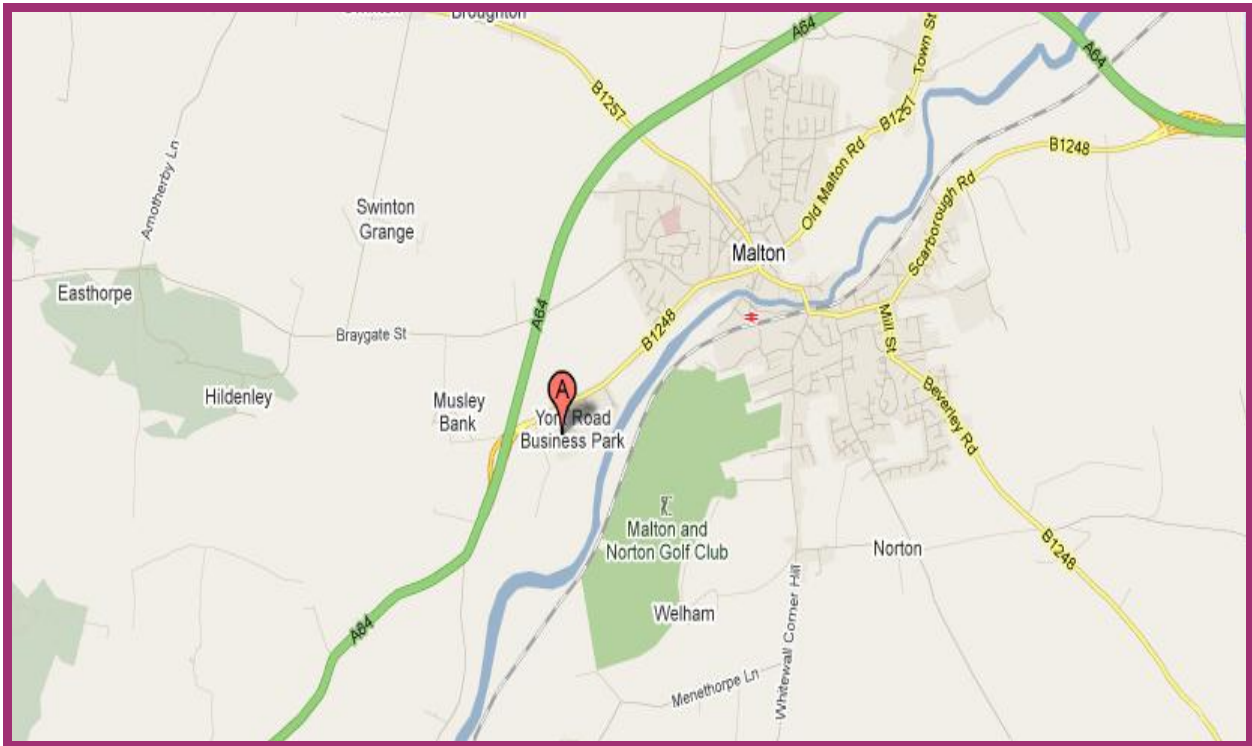 Broughton
A64
Town St
A64
B1257
B1257
B1248
Amotherby Ln
Old Malton Rd
Scarborough Rd
Swinton
Grange
Malton
Easthorpe
A64
B1248
Mill St
Braygate St
A
Hildenley
Musley
Bank
York Road
Business Park
Beverley Rd
Malton and
Norton Golf Club
B1248
Norton
Welham
A64
Whitewall Corner Hill
Menethorpe Ln